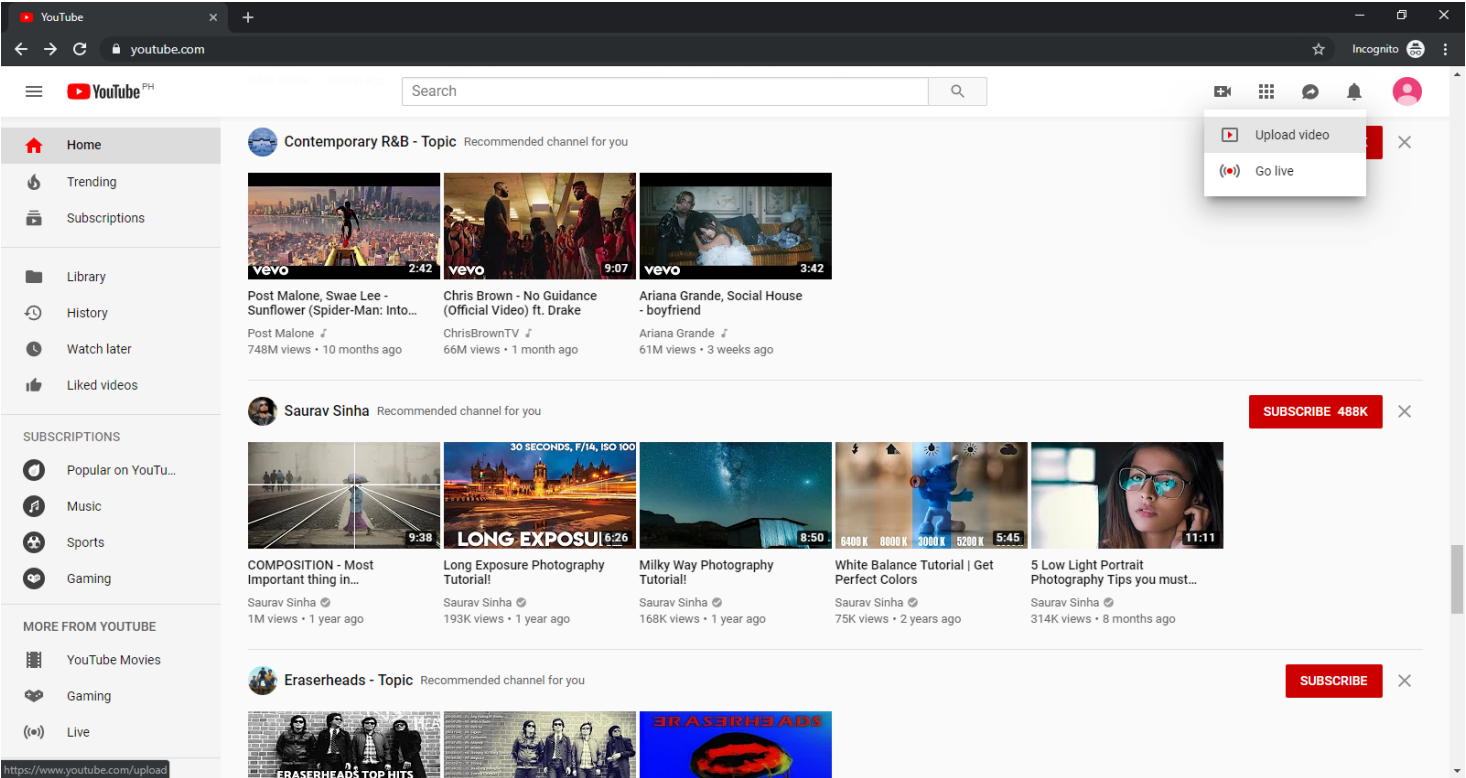 YouTube
youtube.com
Incognito
YouTube PH
Search
Upload video
Go live
Home
Trending
Subscriptions
Library
History
Watch later
Liked videos
SUBSCRIPTIONS
Popular on YouTu...
Music
Sports
Gaming
MORE FROM YOUTUBE
YouTube Movies
Gaming
Live
https://www.youtube.com/upload
Contemporary R&B - Topic Recommended channel for you
vevo 2:42 vevo 9:07 vevo 3:42
Post Malone, Swae Lee -
Sunflower (Spider-Man: Into...
Post Malone
748M views • 10 months ago
Chris Brown - No Guidance
(Official Video) ft. Drake
ChrisBrownTV
66M views • 1 month ago
Ariana Grande, Social House
- boyfriend
Ariana Grande
61M views • 3 weeks ago
Saurav Sinha Recommended channel for you
SUBSCRIBE 488K
9:38
30 SECONDS, F/14, ISO 100
LONG EXPOSU 6:26
8:50
6400 K 8000 K 3000 K 5200 K 5:45
11:11
COMPOSITION - Most
Important thing in...
Saurav Sinha
1M views • 1 year ago
Long Exposure Photography
Tutorial!
Saurav Sinha
193K views • 1 year ago
Milky Way Photography
Tutorial!
Saurav Sinha
168K views • 1 year ago
White Balance Tutorial | Get
Perfect Colors
Saurav Sinha
75K views • 2 years ago
5 Low Light Portrait
Photography Tips you must...
Saurav Sinha
314K views • 8 months ago
Eraserheads - Topic Recommended channel for you
SUBSCRIBE
ERASERHEADS TOP HITS
ERASERHEADS